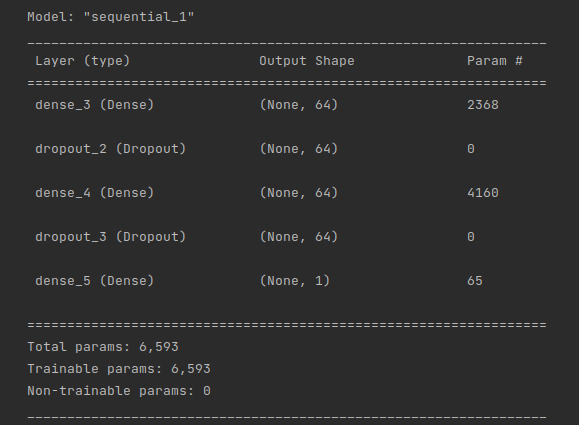 Model: "sequential_1"
_________________________________________________________________
Layer (type)                Output Shape              Param #
=================================================================
dense_3 (Dense)             (None, 64)                2368
dropout_2 (Dropout)         (None, 64)                0
dense_4 (Dense)             (None, 64)                4160
dropout_3 (Dropout)         (None, 64)                0
dense_5 (Dense)             (None, 1)                 65
=================================================================
Total params: 6,593
Trainable params: 6,593
Non-trainable params: 0
_________________________________________________________________